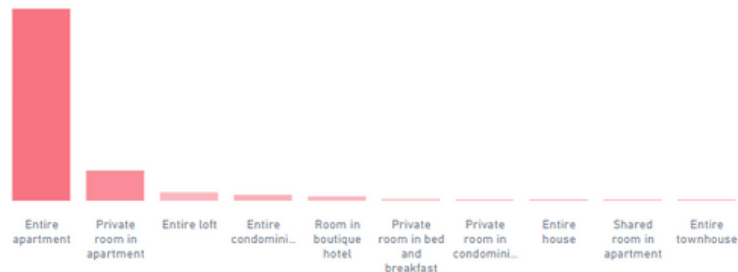 Entire
apartment
Private
room in
apartment
Entire loft
Entire
condomini...
Room in
boutique
hotel
Private
room in bed
and
breakfast
Private
room in
condomini...
Entire
house
Shared
room in
apartment
Entire
townhouse